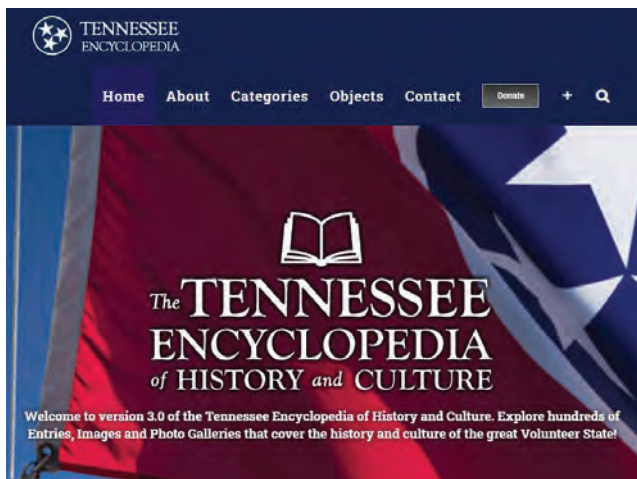 TENNESSEE
ENCYCLOPEDIA
Home About Categories Objects Contact Donate +
The TENNESSEE
ENCYCLOPEDIA
of HISTORY and CULTURE
Welcome to version 3.0 of the Tennessee Encyclopedia of History and Culture. Explore hundreds of
Entries, Images and Photo Galleries that cover the history and culture of the great Volunteer State!